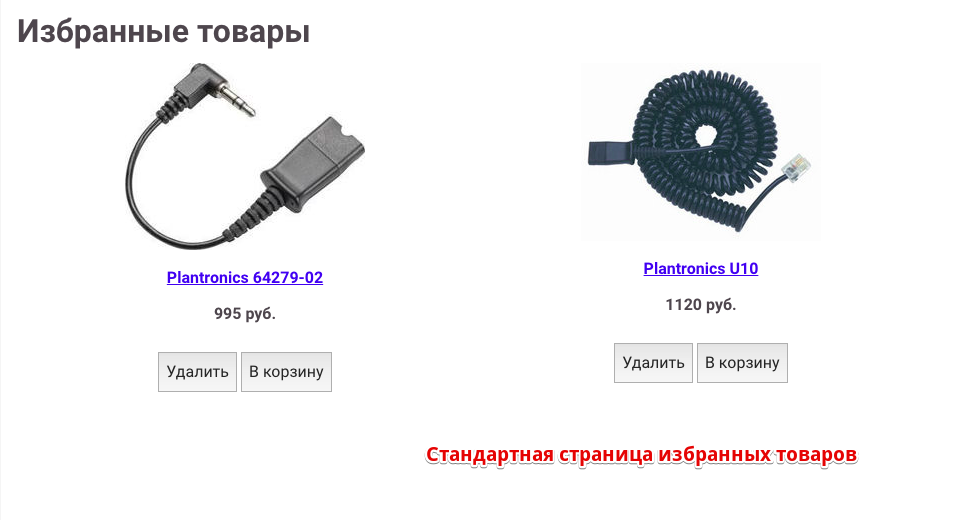 Избранные товары
Plantronics 64279-02
995 руб.
Удалить В корзину
Plantronics U10
1120 руб.
Удалить В корзину
Стандартная страница избранных товаров